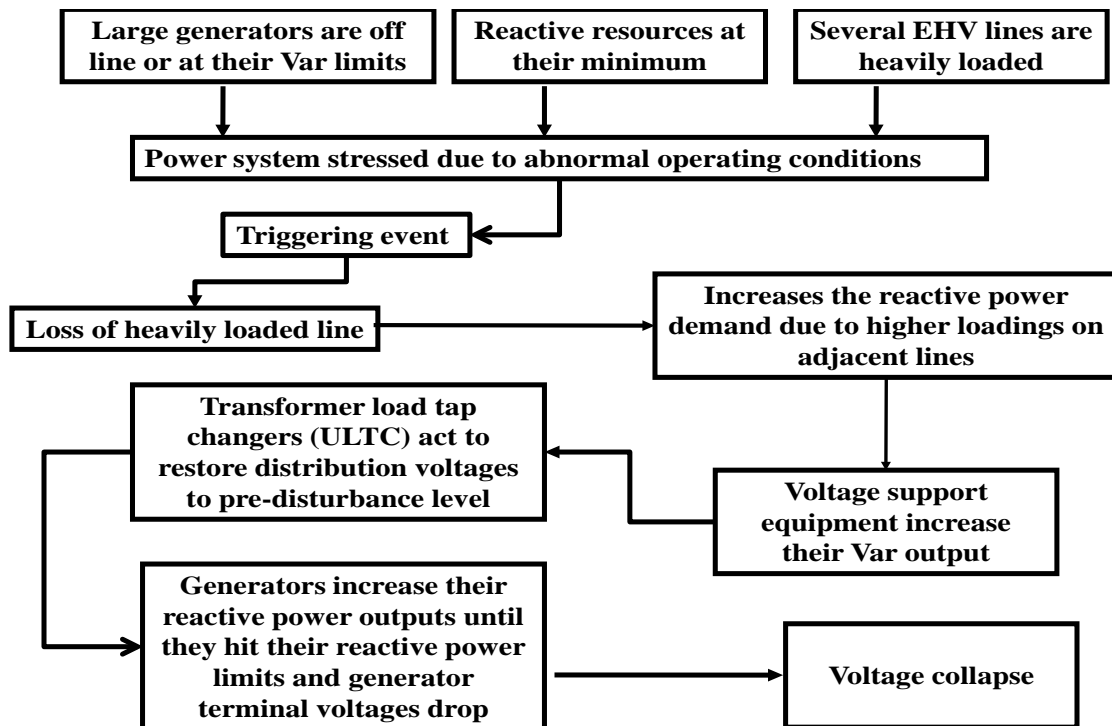 Large generators are off
line or at their Var limits
Reactive resources at
their minimum
Several EHV lines are
heavily loaded
Power system stressed due to abnormal operating conditions
Triggering event
Loss of heavily loaded line
Increases the reactive power
demand due to higher loadings on
adjacent lines
Transformer load tap
changers (ULTC) act to
restore distribution voltages
to pre-disturbance level
Voltage support
equipment increase
their Var output
Generators increase their
reactive power outputs until
they hit their reactive power
limits and generator
terminal voltages drop
Voltage collapse